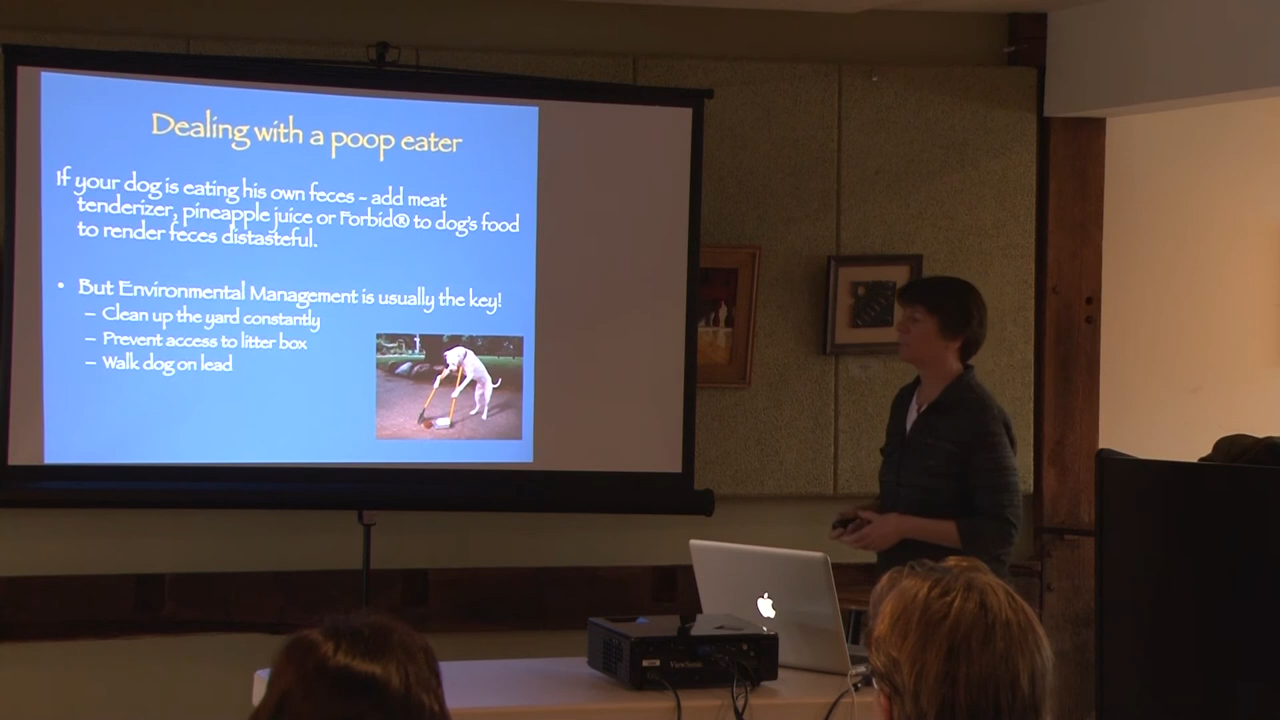 Dealing with a poop eater
If your dog is eating his own feces - add meat
tenderizer, pineapple juice or Forbid® to dog's food
to render feces distasteful.
• But Environmental Management is usually the key!
– Clean up the yard constantly
– Prevent access to litter box
– Walk dog on lead
ViewSonic